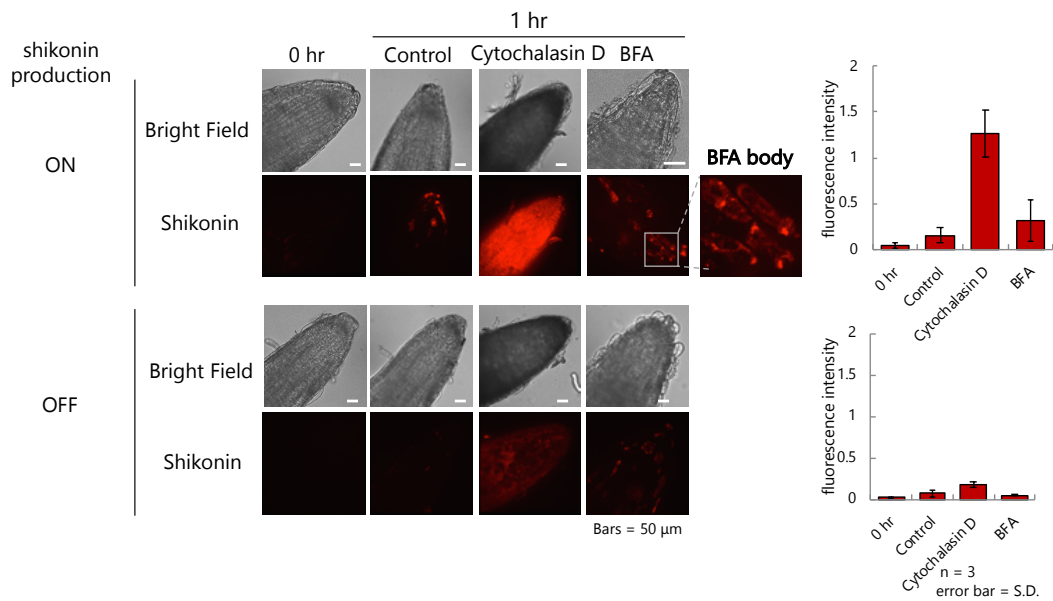 1 hr
shikonin
production
0 hr
Control
Cytochalasin D
BFA
ON
Bright Field
Shikonin
BFA body
OFF
Bright Field
Shikonin
Bars = 50 µm
fluorescence intensity
2
1.5
1
0.5
0
0 hr
Control
Cytochalasin D
BFA
fluorescence intensity
2
1.5
1
0.5
0
0 hr
Control
Cytochalasin D
BFA
n = 3
error bar = S.D.